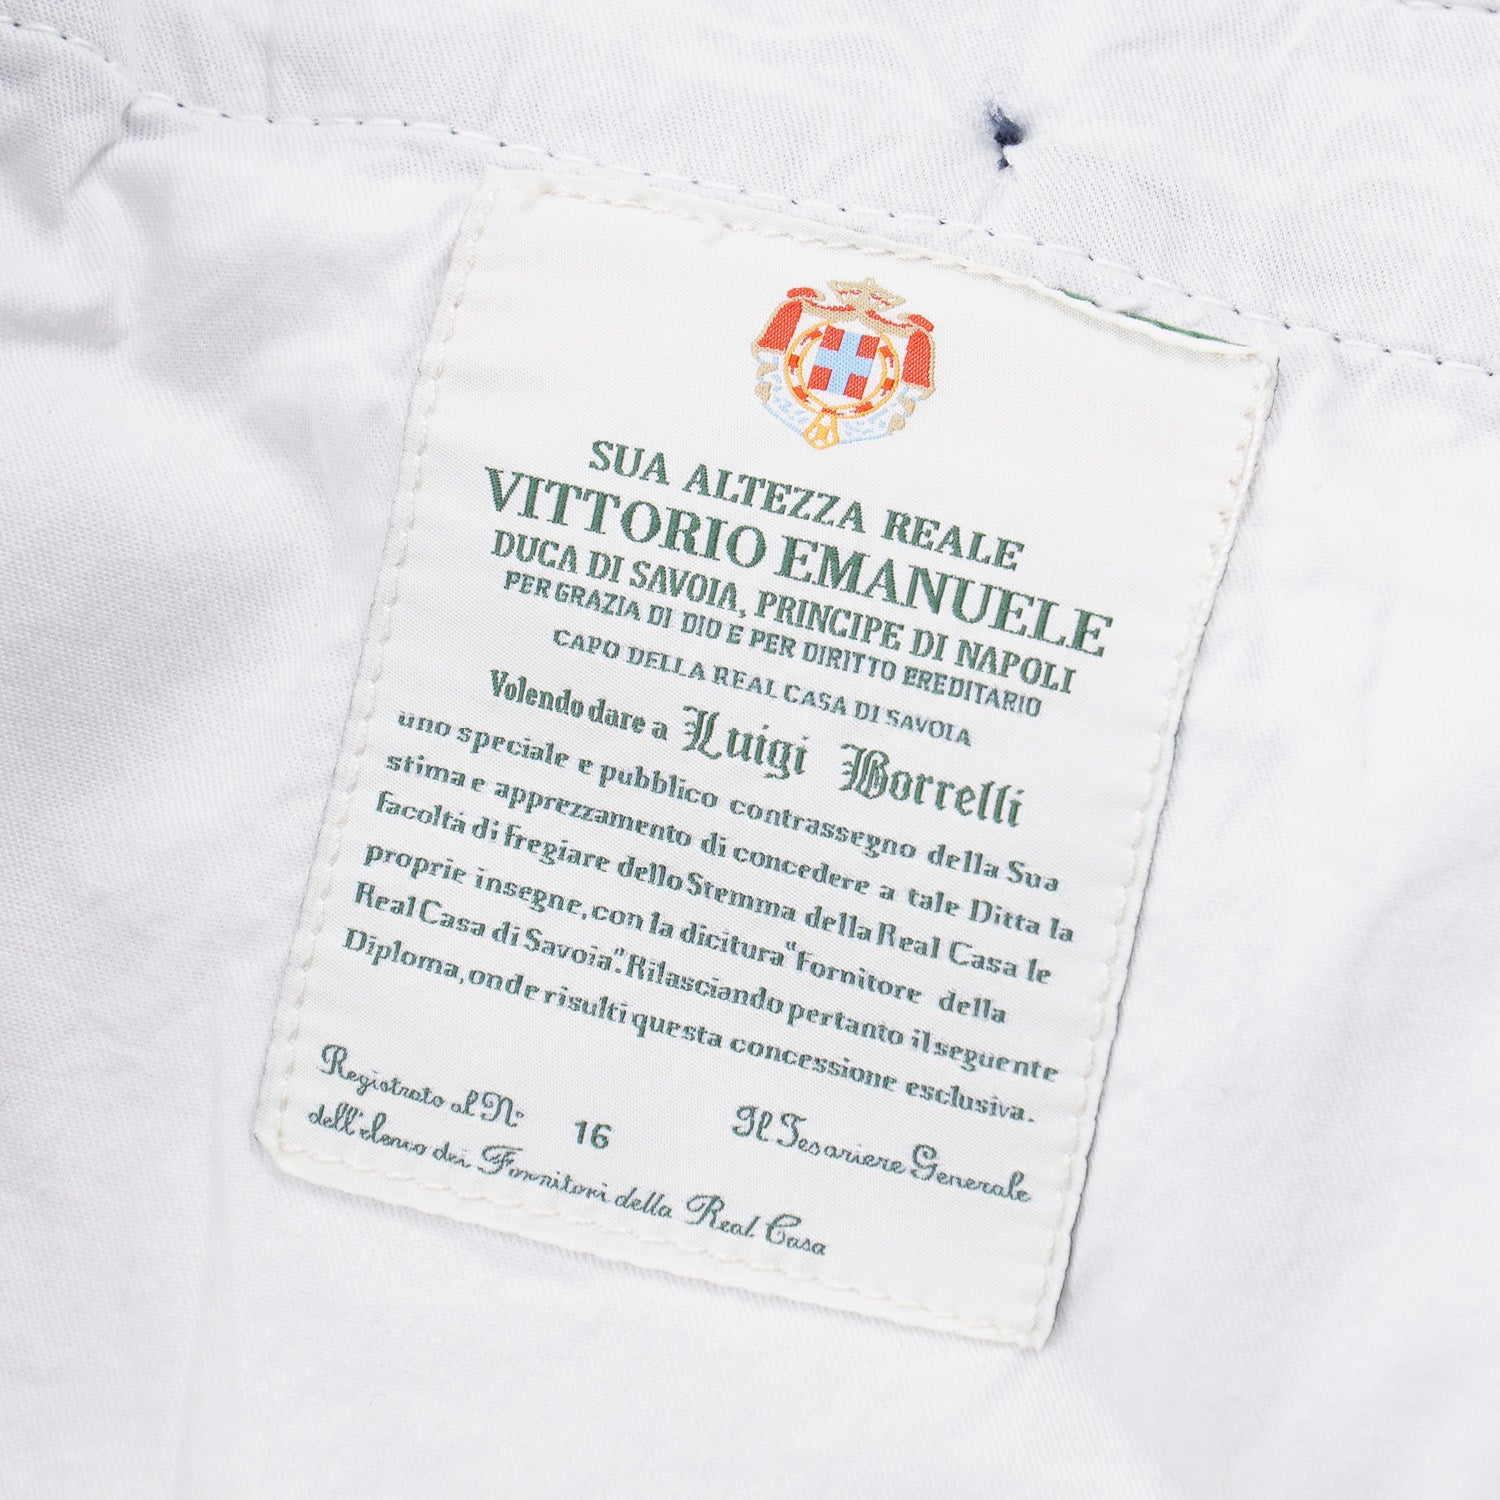 SUA ALTEZZA REALE
VITTORIO EMANUELE
DUCA DI SAVOIA, PRINCIPE DI NAPOLI
PER GRAZIA DI DIO E PER DIRITTO EREDITARIO
CAPO DELLA REAL CASA DI SAVOIA
Volendo dare a Luigi Borrelli
uno speciale e pubblico contrassegno della Sua
stima e apprezzamento di concedere a tale Ditta la
facoltá di fregiare dello Stemma della Real Casa le
proprie insegne, con la dicitura "Fornitore della
Real Casa di Savoia". Rilasciando pertanto il seguente
Diploma, onde risulti questa concessione esclusiva.
Registrato al N: 16 Il Tesoriere Generale
dell'elenco dei Fornitori della Real Casa